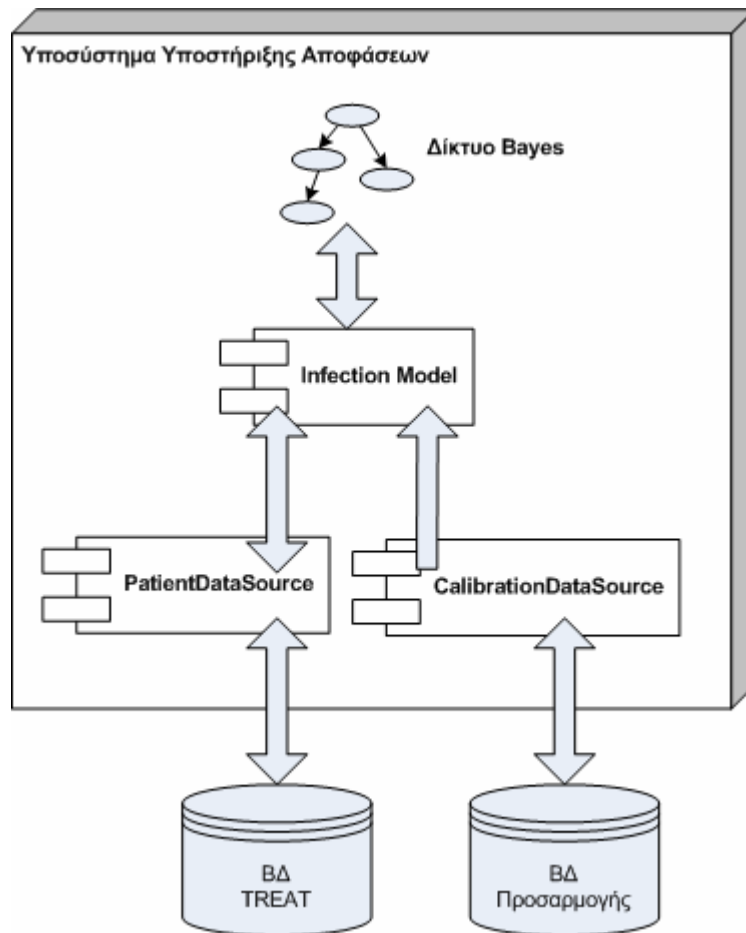 Υποσύστημα Υποστήριξης Αποφάσεων
Δίκτυο Bayes
Infection Model
PatientDataSource
CalibrationDataSource
ΒΔ
TREAT
ΒΔ
Προσαρμογής